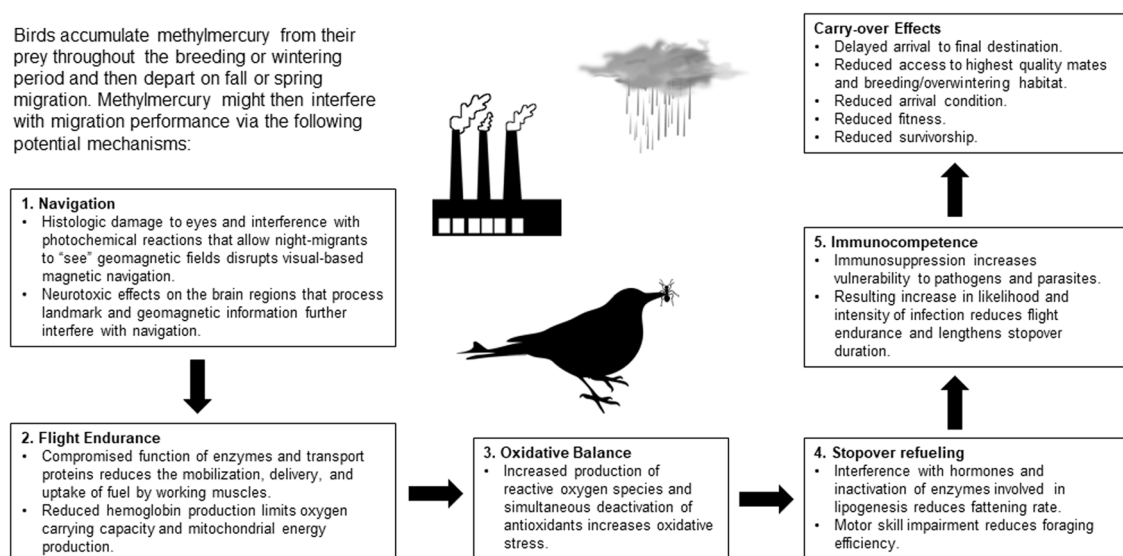 Birds accumulate methylmercury from their
prey throughout the breeding or wintering
period and then depart on fall or spring
migration. Methylmercury might then interfere
with migration performance via the following
potential mechanisms:
1. Navigation
• Histologic damage to eyes and interference with
photochemical reactions that allow night-migrants
to “see” geomagnetic fields disrupts visual-based
magnetic navigation.
• Neurotoxic effects on the brain regions that process
landmark and geomagnetic information further
interfere with navigation.
2. Flight Endurance
• Compromised function of enzymes and transport
proteins reduces the mobilization, delivery, and
uptake of fuel by working muscles.
• Reduced hemoglobin production limits oxygen
carrying capacity and mitochondrial energy
production.
3. Oxidative Balance
• Increased production of
reactive oxygen species and
simultaneous deactivation of
antioxidants increases oxidative
stress.
4. Stopover refueling
• Interference with hormones and
inactivation of enzymes involved in
lipogenesis reduces fattening rate.
• Motor skill impairment reduces foraging
efficiency.
5. Immunocompetence
• Immunosuppression increases
vulnerability to pathogens and parasites.
• Resulting increase in likelihood and
intensity of infection reduces flight
endurance and lengthens stopover
duration.
Carry-over Effects
• Delayed arrival to final destination.
• Reduced access to highest quality mates
and breeding/overwintering habitat.
• Reduced arrival condition.
• Reduced fitness.
• Reduced survivorship.